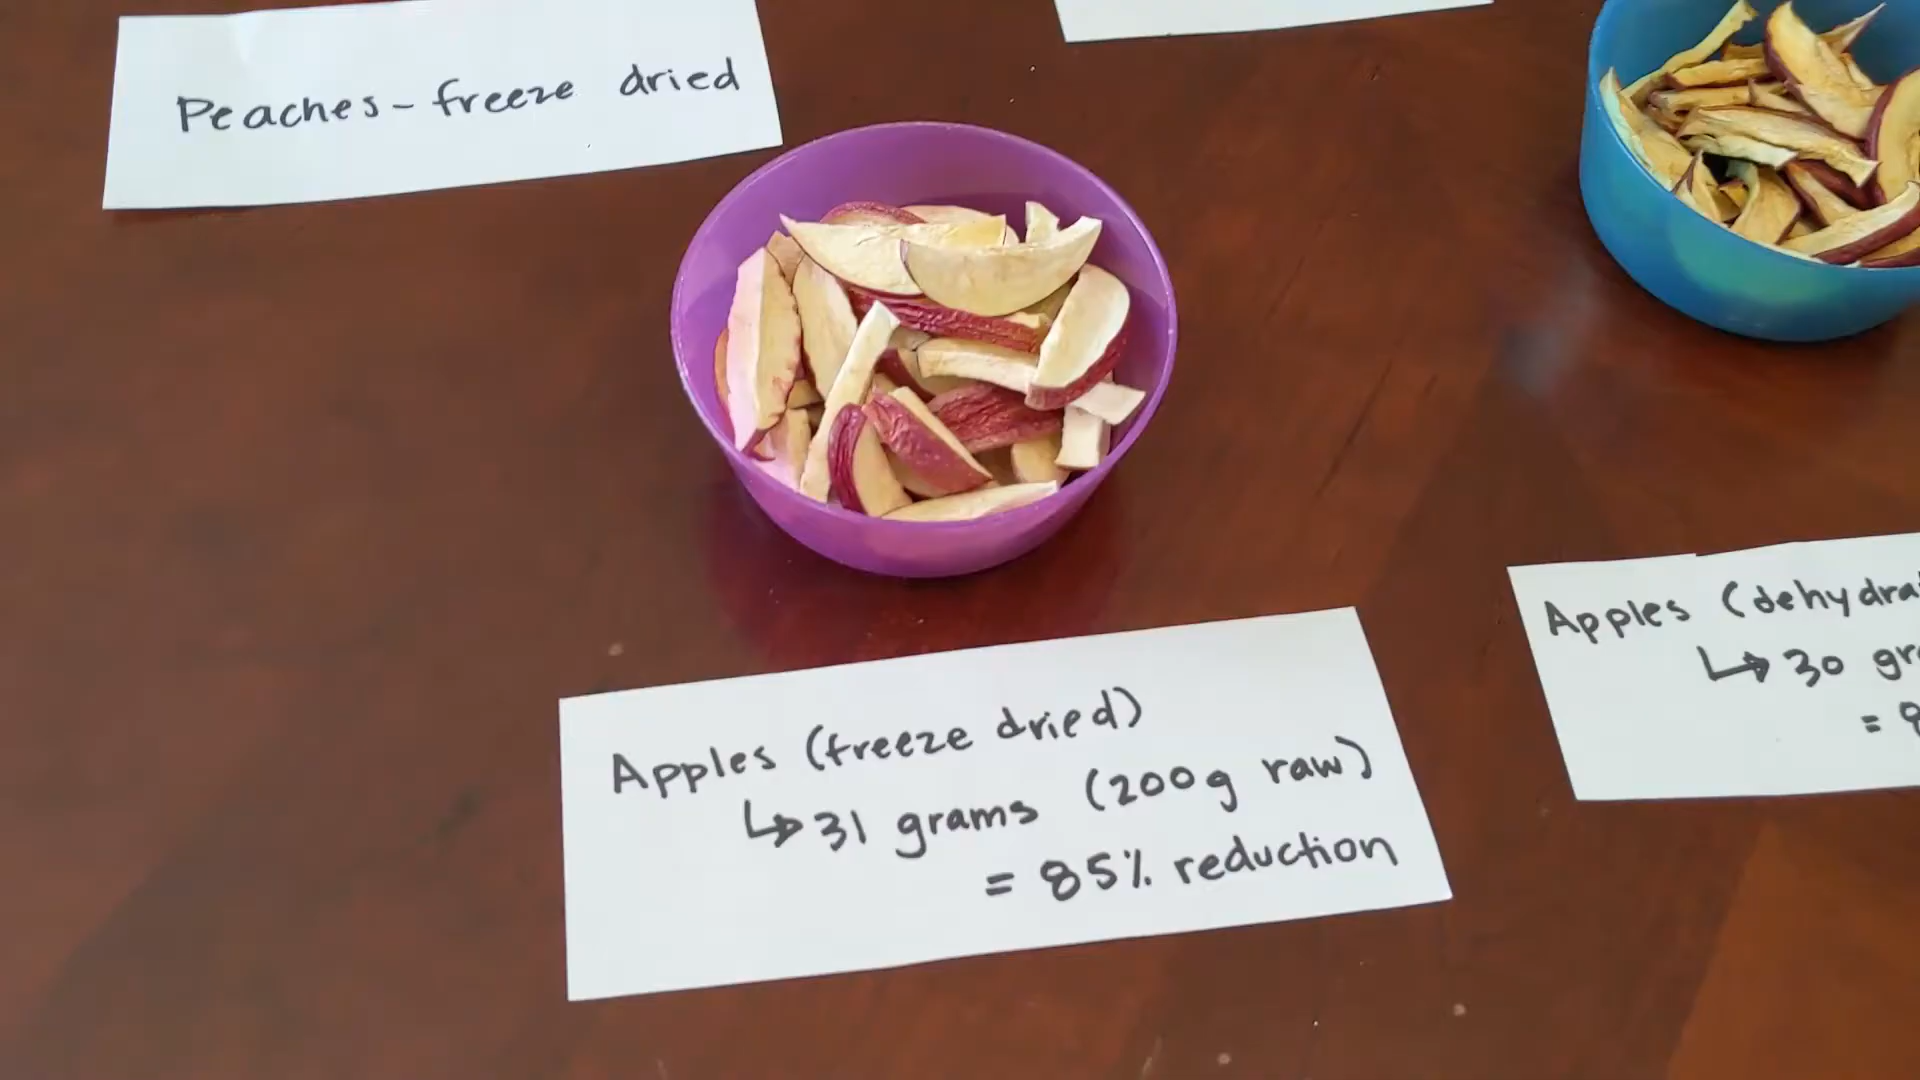 Peaches - freeze dried
Apples (freeze dried)
↳ 31 grams (200g raw)
= 85% reduction
Apples (dehydra
↳ 30 gr
=